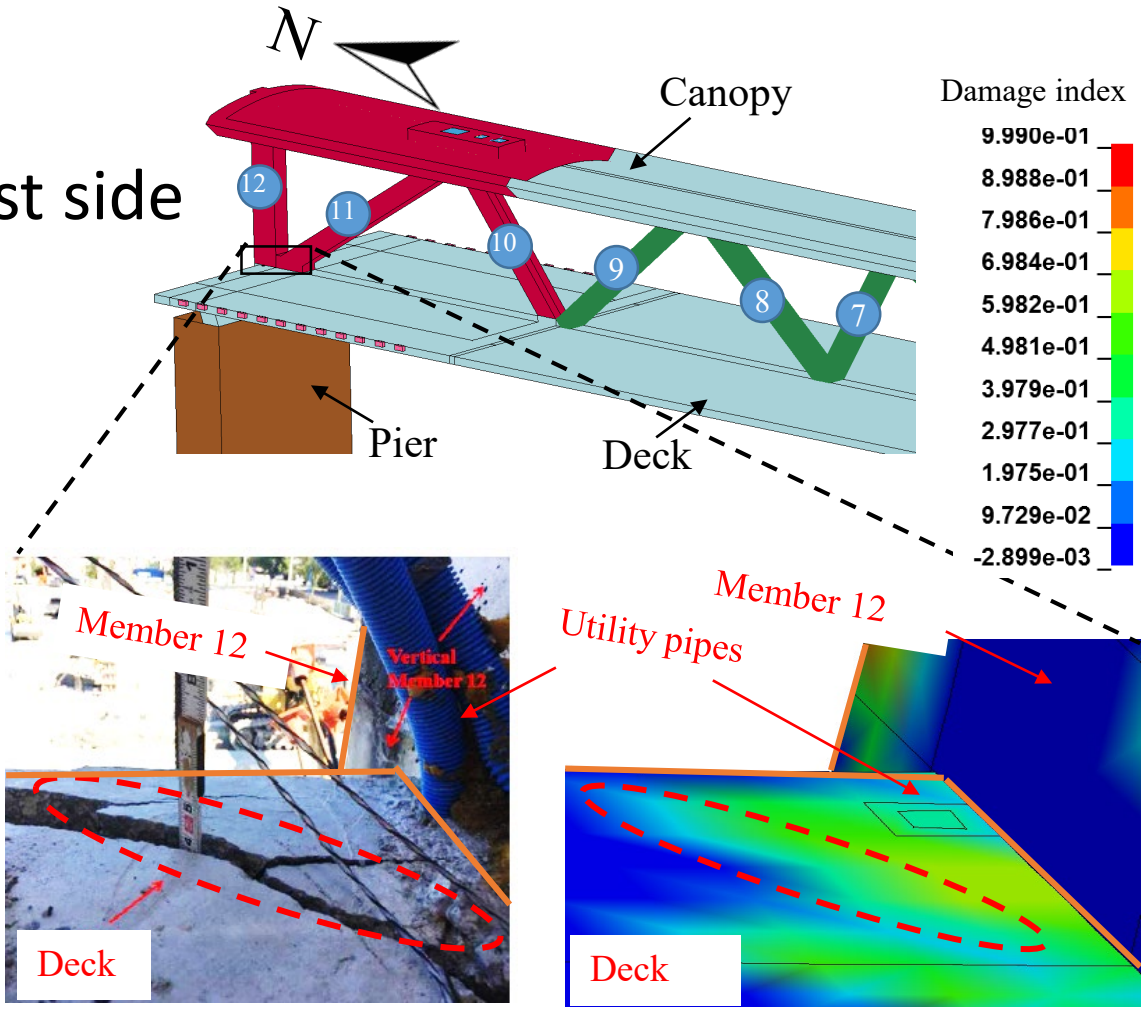 N
Canopy
Damage index
9.990e-01
8.988e-01
7.986e-01
6.984e-01
5.982e-01
4.981e-01
3.979e-01
2.977e-01
1.975e-01
9.729e-02
-2.899e-03
st side
12
11
10
9
8
7
Pier
Deck
Member 12
Vertical
Member 12
Utility pipes
Member 12
Deck
Deck